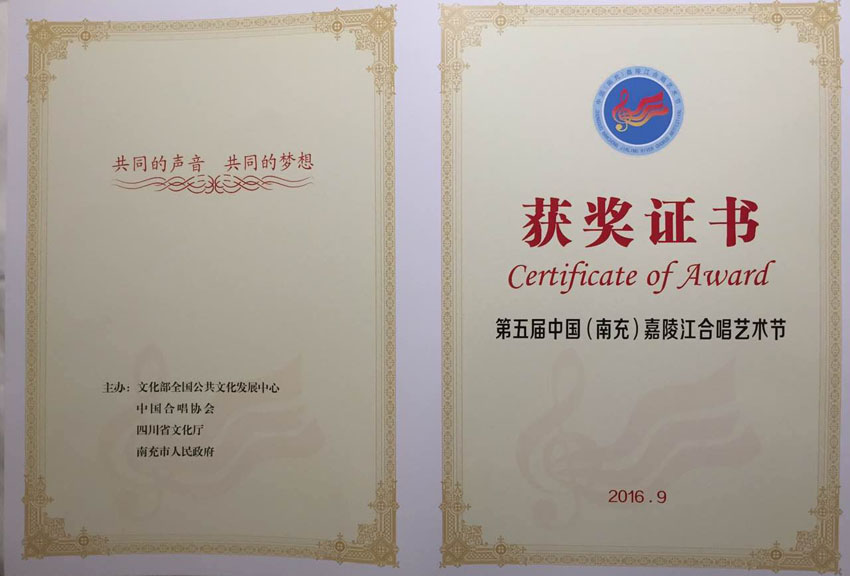 共同的声音 共同的梦想
主办：文化部全国公共文化发展中心
中国合唱协会
四川省文化厅
南充市人民政府
获奖证书
Certificate of Award
第五届中国（南充）嘉陵江合唱艺术节
2016.9